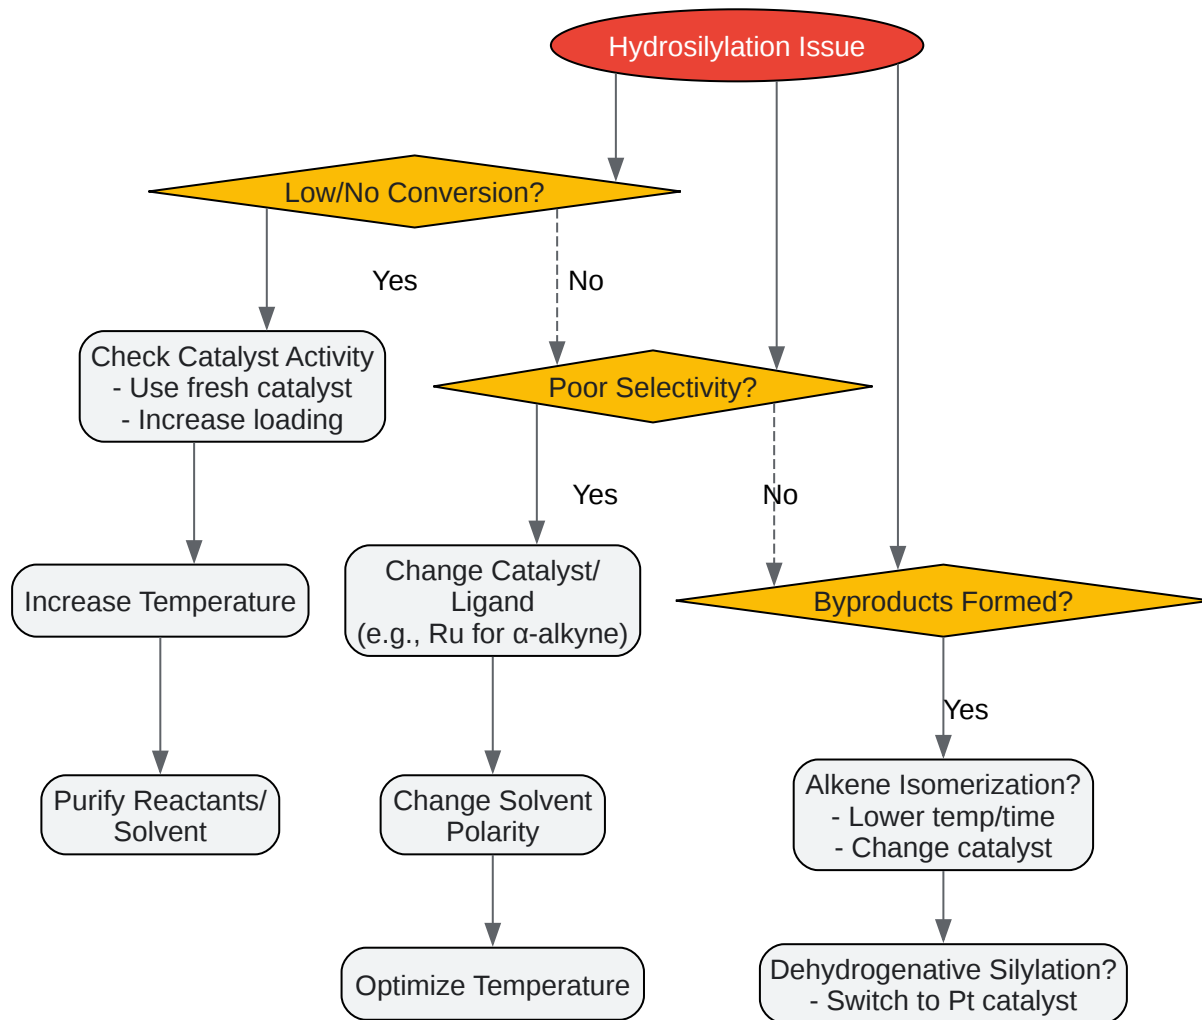 Hydrosilylation Issue
Low/No Conversion?
Yes
No
Check Catalyst Activity
- Use fresh catalyst
- Increase loading
Poor Selectivity?
Yes
No
Increase Temperature
Change Catalyst/
Ligand
(e.g., Ru for α-alkyne)
Byproducts Formed?
Yes
Purify Reactants/
Solvent
Change Solvent
Polarity
Alkene Isomerization?
- Lower temp/time
- Change catalyst
Optimize Temperature
Dehydrogenative Silylation?
- Switch to Pt catalyst